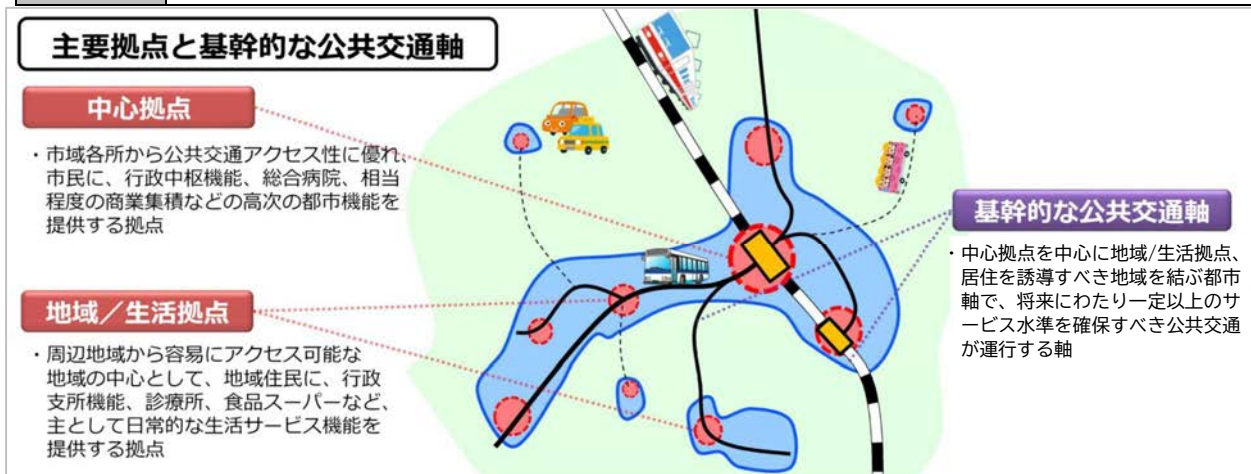 主要拠点と基幹的な公共交通軸
中心拠点
・市域各所から公共交通アクセス性に優れ、
市民に、行政中枢機能、総合病院、相当
程度の商業集積などの高次の都市機能を
提供する拠点
地域／生活拠点
・周辺地域から容易にアクセス可能な
地域の中心として、地域住民に、行政
支所機能、診療所、食品スーパーなど、
主として日常的な生活サービス機能を
提供する拠点
基幹的な公共交通軸
・中心拠点を中心に地域/生活拠点、
居住を誘導すべき地域を結ぶ都市
軸で、将来にわたり一定以上のサ
ービス水準を確保すべき公共交通
が運行する軸